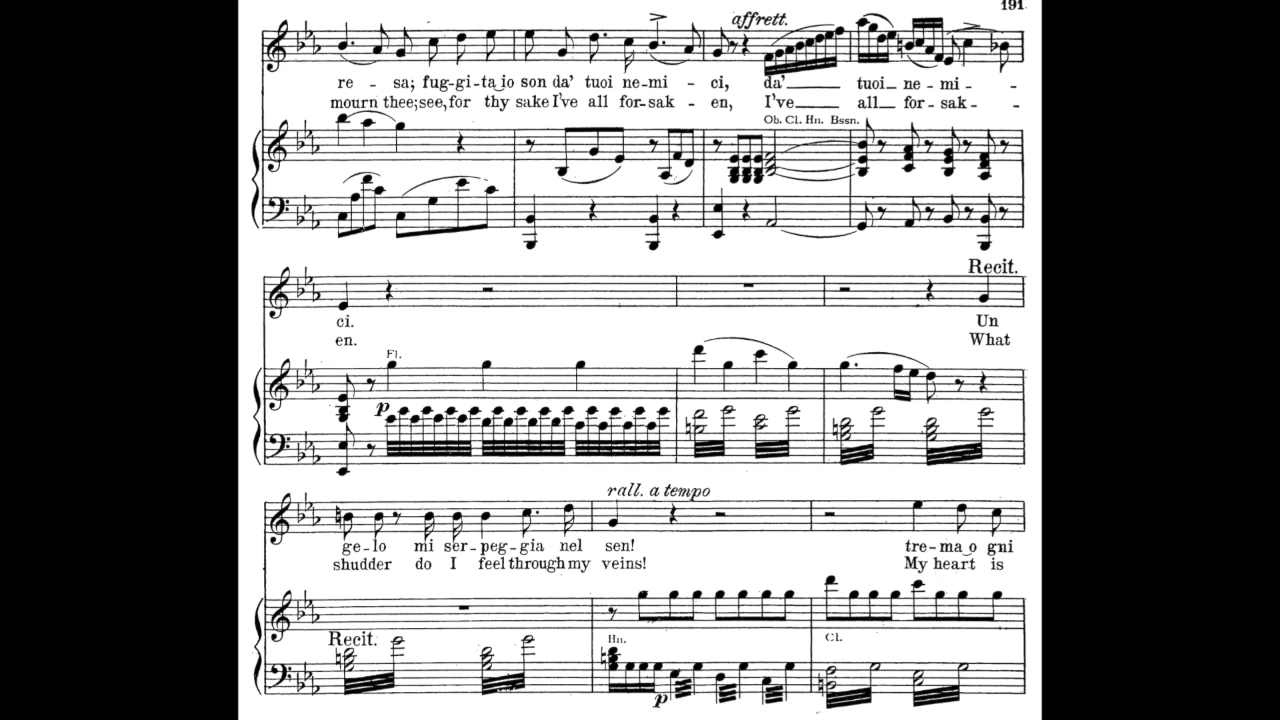 191
affrett.
re - sa; fug-gi-ta io son da' tuoi ne-mi - ci, da' tuoi ne - mi -
mourn thee; see, for thy sake I've all for-sak - en, I've all for - sak -
Ob. Cl. Hn. Bssn.
Recit.
ci. Un
en. What
Fl.
p
rall. a tempo
ge-lo mi ser-peg-gia nel sen! tre-ma o gni
shudder do I feel through my veins! My heart is
Recit. Hn. Cl.
p